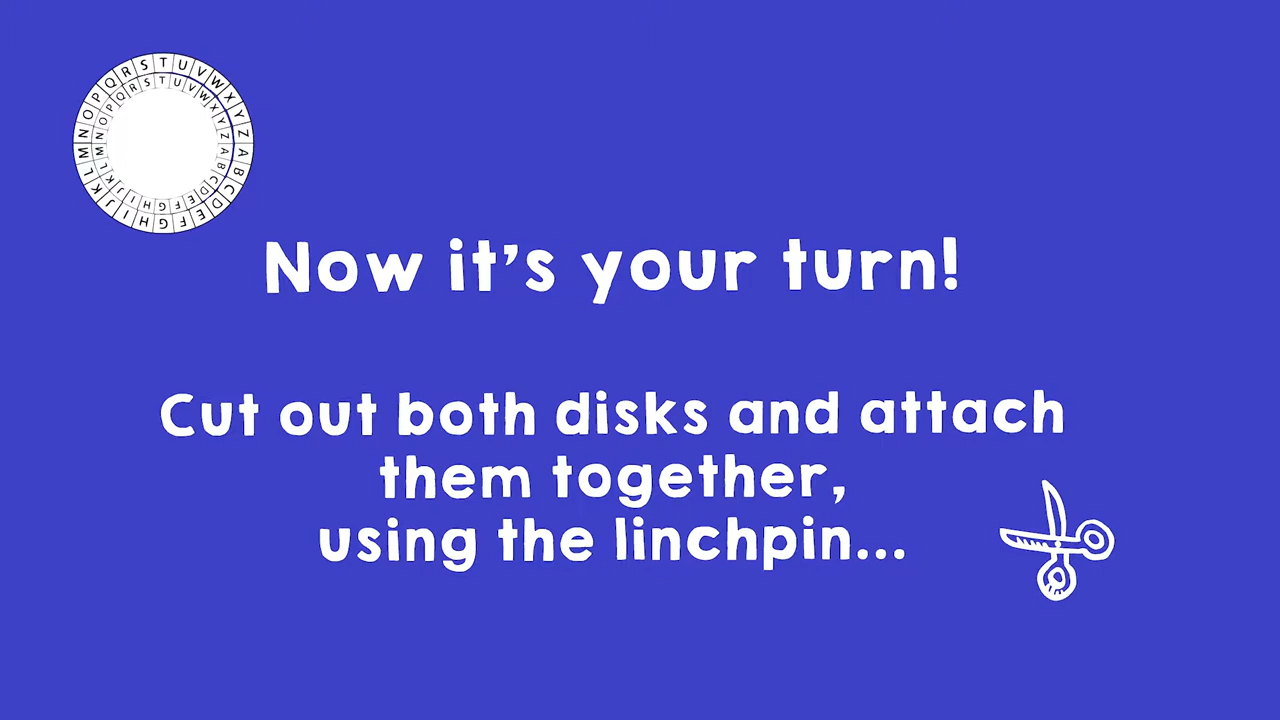 A B C D E F G H I J K L M N O P Q R S T U V W X Y Z
A B C D E F G H I J K L M N O P Q R S T U V W X Y Z
Now it's your turn!
Cut out both disks and attach
them together,
using the linchpin...